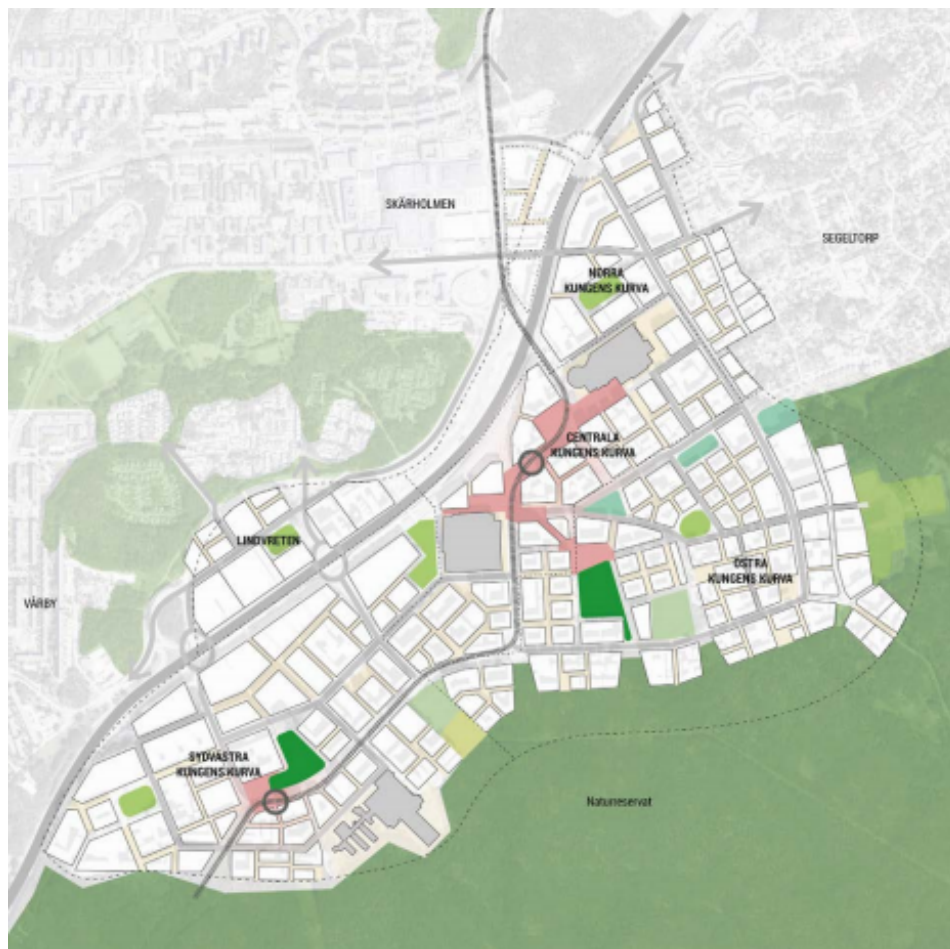 SKÄRHOLMEN
SEGELTORP
NORRA
KUNGENS KURVA
CENTRALA
KUNGENS KURVA
LINDVRETEN
ÖSTRA
KUNGENS KURVA
VÅRBY
SYDVÄSTRA
KUNGENS KURVA
Naturreservat